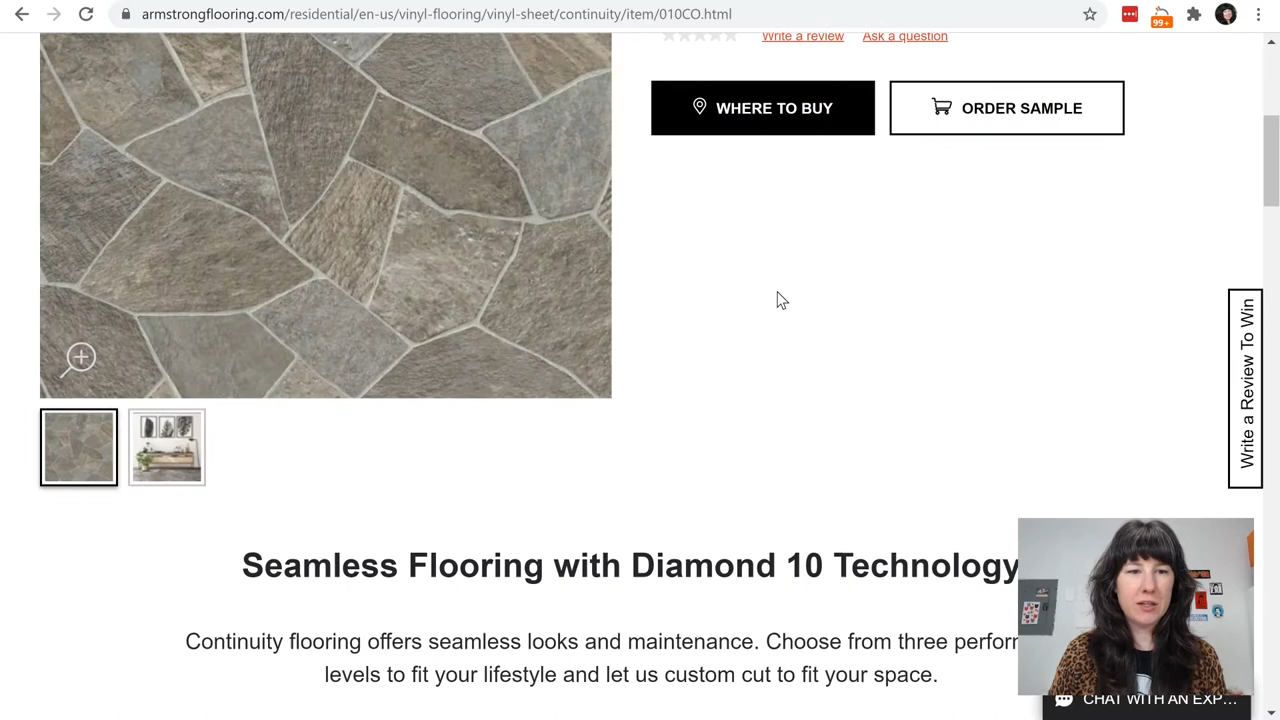 armstrongflooring.com/residential/en-us/vinyl-flooring/vinyl-sheet/continuity/item/010CO.html
99+
Write a review Ask a question
WHERE TO BUY ORDER SAMPLE
Write a Review To Win
Seamless Flooring with Diamond 10 Technology
Continuity flooring offers seamless looks and maintenance. Choose from three perform
levels to fit your lifestyle and let us custom cut to fit your space.
CHAT WITH AN EXP...